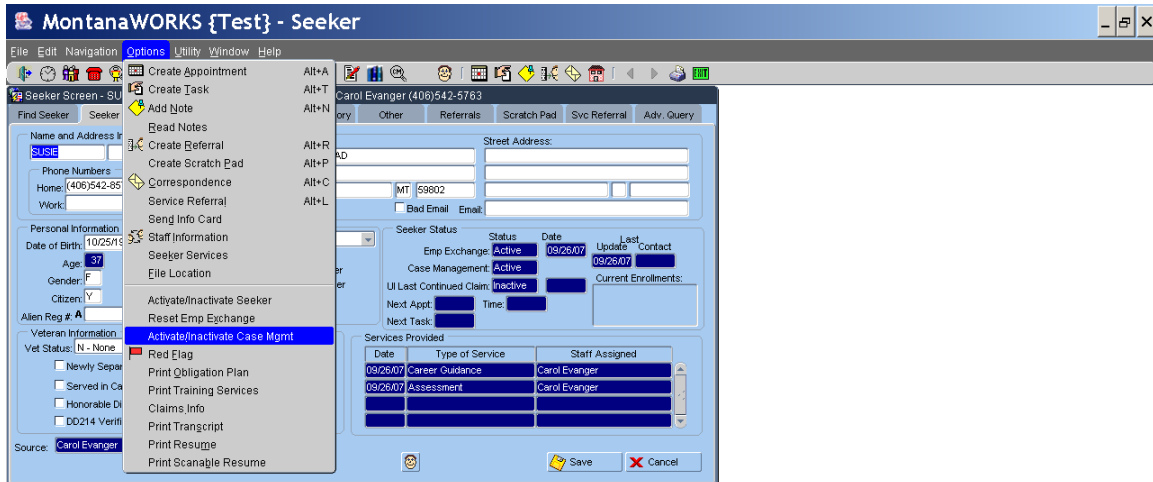 MontanaWORKS {Test} - Seeker
File Edit Navigation Options Utility Window Help
Create Appointment Alt+A
Create Task Alt+T
Add Note Alt+N
Read Notes
Create Referral Alt+R
Create Scratch Pad Alt+P
Correspondence Alt+C
Service Referral Alt+L
Send Info Card
Staff Information
Seeker Services
File Location
Activate/Inactivate Seeker
Reset Emp Exchange
Activate/Inactivate Case Mgmt
Red Flag
Print Obligation Plan
Print Training Services
Claims Info
Print Transcript
Print Resume
Print Scanable Resume
EXIT
Seeker Screen - SU Carol Evanger (406)542-5763
Find Seeker Seeker ory Other Referrals Scratch Pad Svc Referral Adv. Query
Name and Address Ir Street Address:
SUSIE AD
Phone Numbers
Home: (406)542-85 MT 59802
Work: Bad Email Email:
Personal Information
Date of Birth: 10/25/19
Age: 37
Gender: F
Citizen: Y
Alien Reg #: A
er
er
Seeker Status
Status Date Last
Update Contact
Emp Exchange: Active 09/26/07 09/26/07
Case Management: Active
UI Last Continued Claim: Inactive
Current Enrollments:
Next Appt: Time:
Next Task:
Veteran Information
Vet Status: N - None
Newly Separ
Served in Ca
Honorable Di
DD214 Verifi
Services Provided
Date Type of Service Staff Assigned
09/26/07 Career Guidance Carol Evanger
09/26/07 Assessment Carol Evanger
Source: Carol Evanger
Save Cancel